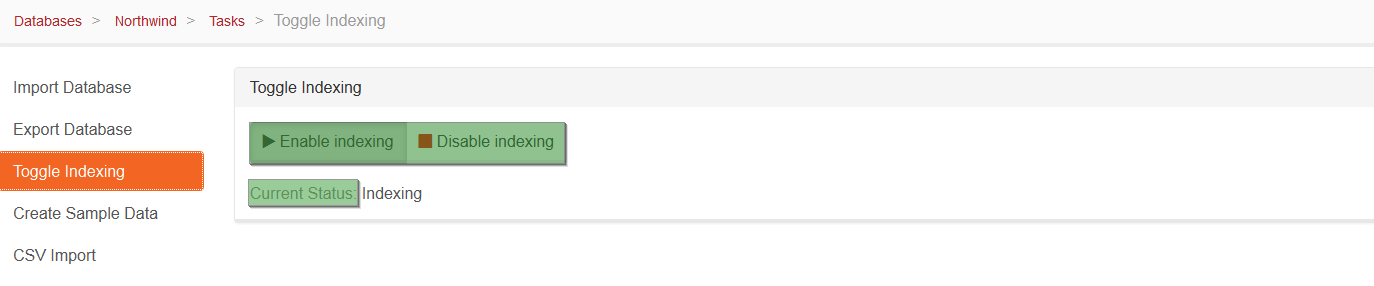 Databases > Northwind > Tasks > Toggle Indexing
Import Database
Export Database
Toggle Indexing
Create Sample Data
CSV Import
Toggle Indexing
Enable indexing Disable indexing
Current Status: Indexing